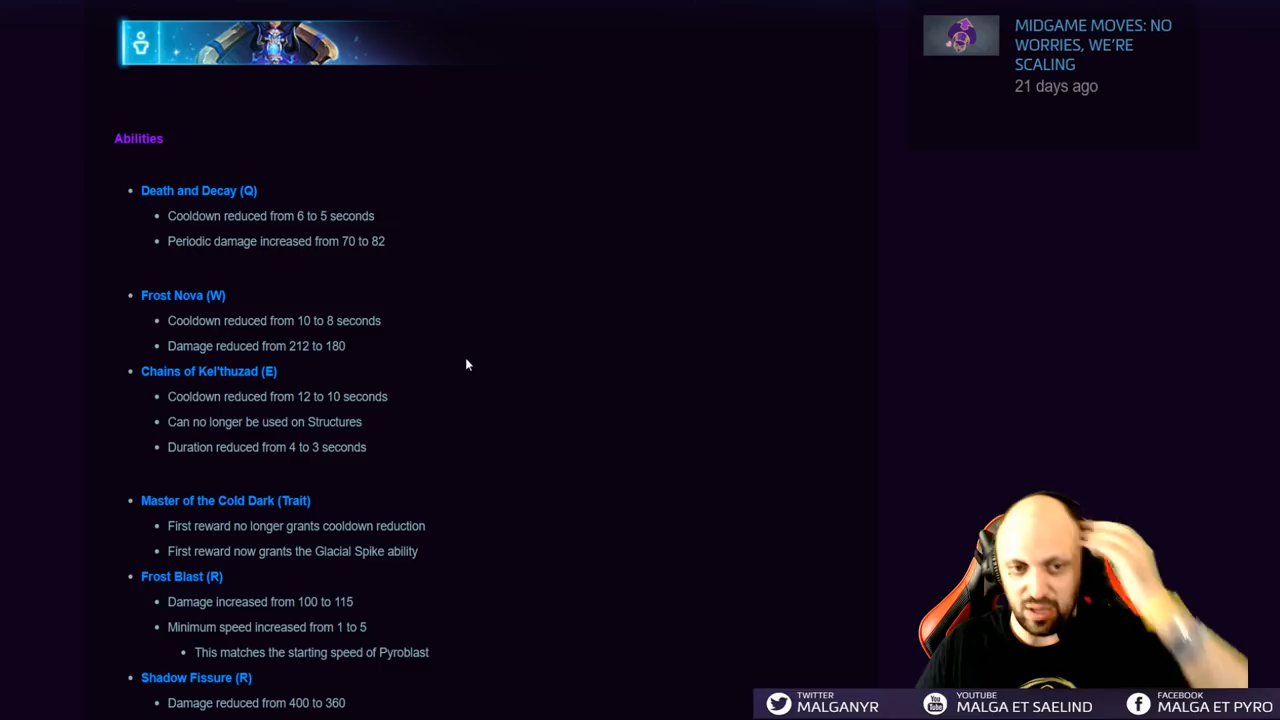 MIDGAME MOVES: NO
WORRIES, WE'RE
SCALING
21 days ago
Abilities
Death and Decay (Q)
Cooldown reduced from 6 to 5 seconds
Periodic damage increased from 70 to 82
Frost Nova (W)
Cooldown reduced from 10 to 8 seconds
Damage reduced from 212 to 180
Chains of Kel'thuzad (E)
Cooldown reduced from 12 to 10 seconds
Can no longer be used on Structures
Duration reduced from 4 to 3 seconds
Master of the Cold Dark (Trait)
First reward no longer grants cooldown reduction
First reward now grants the Glacial Spike ability
Frost Blast (R)
Damage increased from 100 to 115
Minimum speed increased from 1 to 5
This matches the starting speed of Pyroblast
Shadow Fissure (R)
Damage reduced from 400 to 360
TWITTER
MALGANYR
You Tube
YOUTUBE
MALGA ET SAELIND
FACEBOOK
MALGA ET PYRO